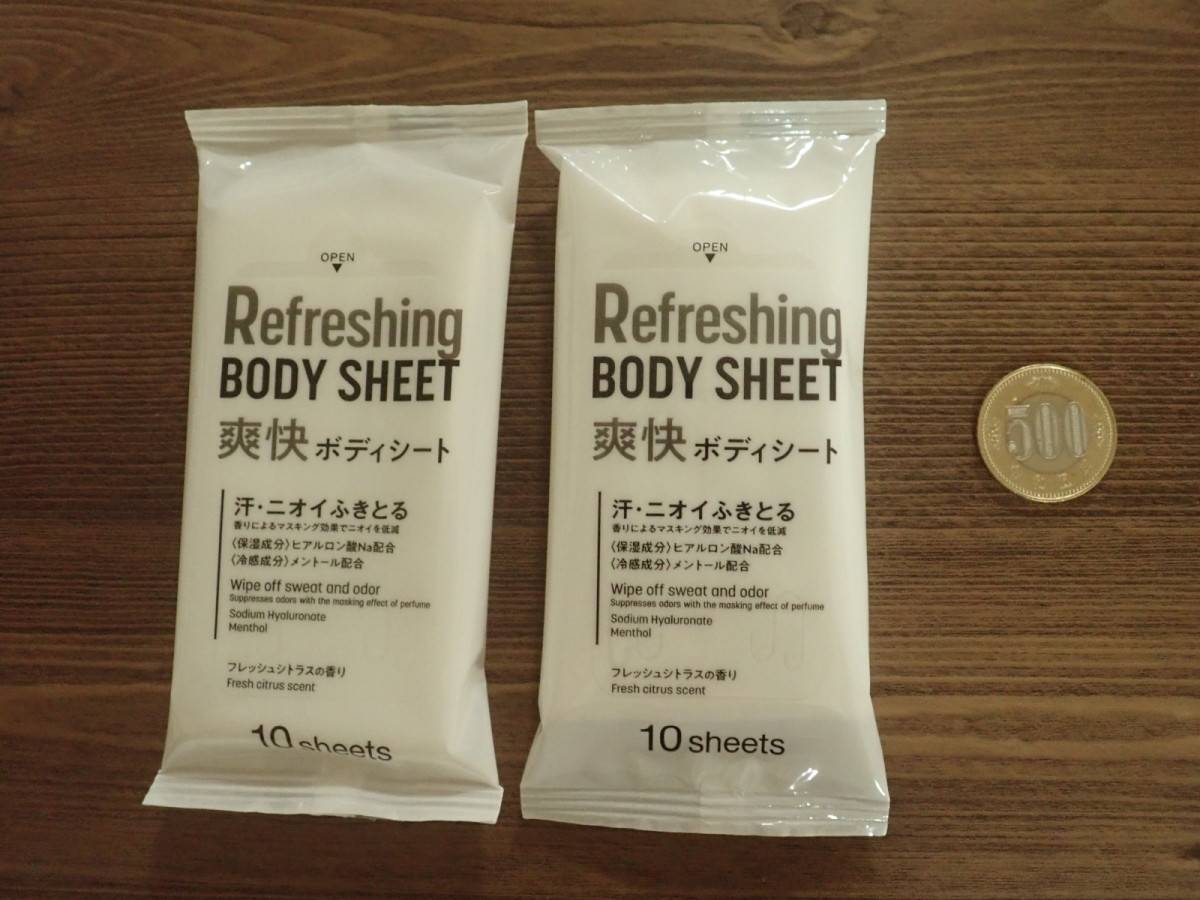 OPEN
Refreshing
BODY SHEET
爽快 ボディシート
汗・ニオイふきとる
香りによるマスキング効果でニオイを低減
〈保湿成分〉ヒアルロン酸Na配合
〈冷感成分〉メントール配合
Wipe off sweat and odor
Suppresses odors with the masking effect of perfume
Sodium Hyaluronate
Menthol
フレッシュシトラスの香り
Fresh citrus scent
10 sheets
OPEN
Refreshing
BODY SHEET
爽快 ボディシート
汗・ニオイふきとる
香りによるマスキング効果でニオイを低減
〈保湿成分〉ヒアルロン酸Na配合
〈冷感成分〉メントール配合
Wipe off sweat and odor
Suppresses odors with the masking effect of perfume
Sodium Hyaluronate
Menthol
フレッシュシトラスの香り
Fresh citrus scent
10 sheets
500